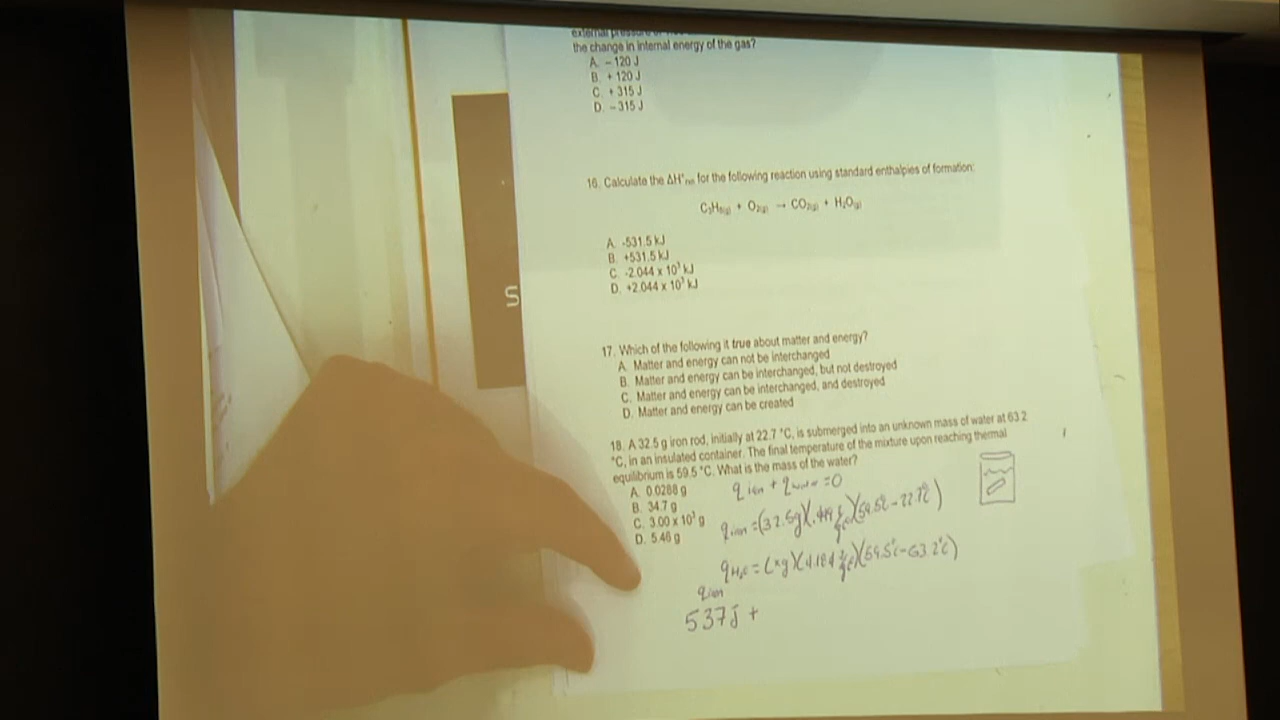 the change in internal energy of the gas?
A. – 120 J
B. + 120 J
C. + 315 J
D. – 315 J
16. Calculate the ΔH°rxn for the following reaction using standard enthalpies of formation:
C3H8(g) + O2(g) → CO2(g) + H2O(g)
A. -531.5 kJ
B. +531.5 kJ
C. -2.044 x 10³ kJ
D. +2.044 x 10³ kJ
S
17. Which of the following it true about matter and energy?
A. Matter and energy can not be interchanged
B. Matter and energy can be interchanged, but not destroyed
C. Matter and energy can be interchanged, and destroyed
D. Matter and energy can be created
18. A 32.5 g iron rod, initially at 22.7 °C, is submerged into an unknown mass of water at 63.2
°C, in an insulated container. The final temperature of the mixture upon reaching thermal
equilibrium is 59.5 °C. What is the mass of the water?
A. 0.0288 g
B. 34.7 g
C. 3.00 x 10³ g
D. 5.46 g
q iron + q water = 0
q iron = (32.5g)( J/g°C)(59.5°C - 22.7°C)
q H2O = (xg)(4.184 J/g°C)(59.5°C - 63.2°C)
q iron
537J +